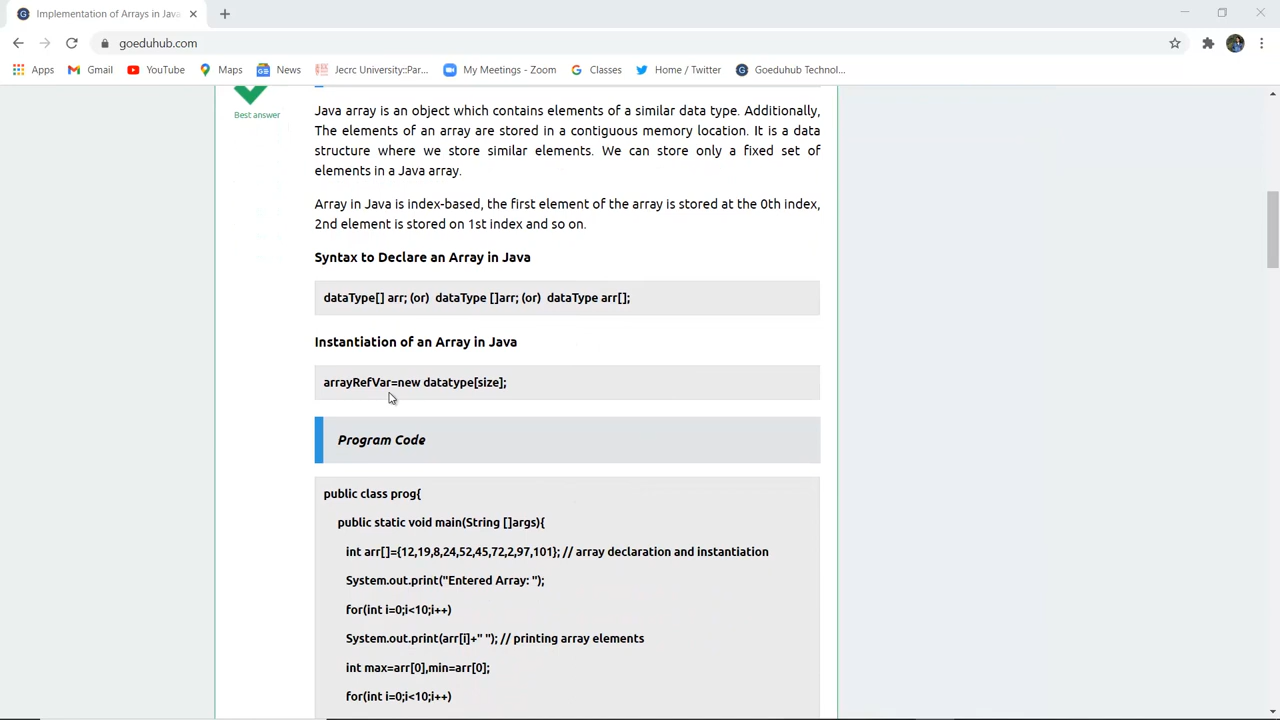 Implementation of Arrays in Java
goeduhub.com
Apps Gmail YouTube Maps News Jecrc University::Par... My Meetings - Zoom Classes Home / Twitter Goeduhub Technol...
Best answer
Java array is an object which contains elements of a similar data type. Additionally,
The elements of an array are stored in a contiguous memory location. It is a data
structure where we store similar elements. We can store only a fixed set of
elements in a Java array.
Array in Java is index-based, the first element of the array is stored at the 0th index,
2nd element is stored on 1st index and so on.
Syntax to Declare an Array in Java
dataType[] arr; (or)  dataType []arr; (or)  dataType arr[];
Instantiation of an Array in Java
arrayRefVar=new datatype[size];
Program Code
public class prog{
public static void main(String []args){
int arr[]={12,19,8,24,52,45,72,2,97,101}; // array declaration and instantiation
System.out.print("Entered Array: ");
for(int i=0;i<10;i++)
System.out.print(arr[i]+" "); // printing array elements
int max=arr[0],min=arr[0];
for(int i=0;i<10;i++)